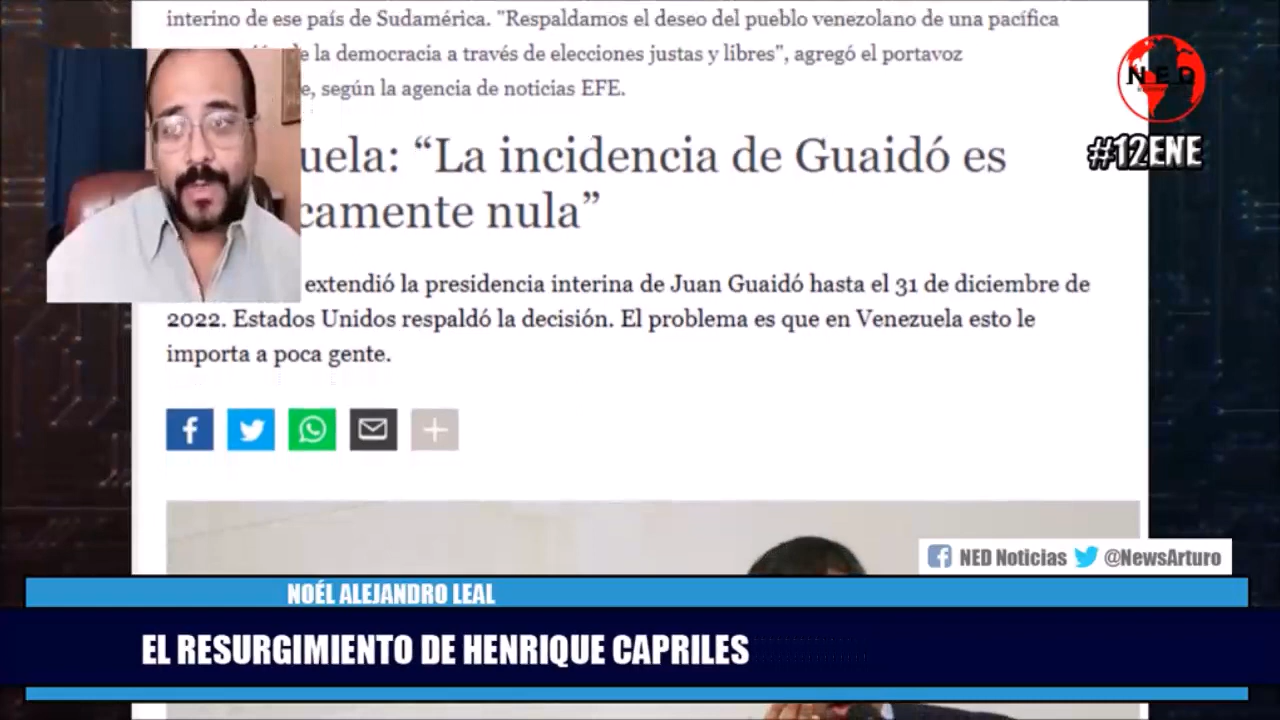 interino de ese país de Sudamérica. "Respaldamos el deseo del pueblo venezolano de una pacífica
de la democracia a través de elecciones justas y libres", agregó el portavoz
según la agencia de noticias EFE.
NED
#12ENE
“La incidencia de Guaidó es
nula”
extendió la presidencia interina de Juan Guaidó hasta el 31 de diciembre de
2022. Estados Unidos respaldó la decisión. El problema es que en Venezuela esto le
importa a poca gente.
NED Noticias @NewsArturo
NOÉL ALEJANDRO LEAL
EL RESURGIMIENTO DE HENRIQUE CAPRILES